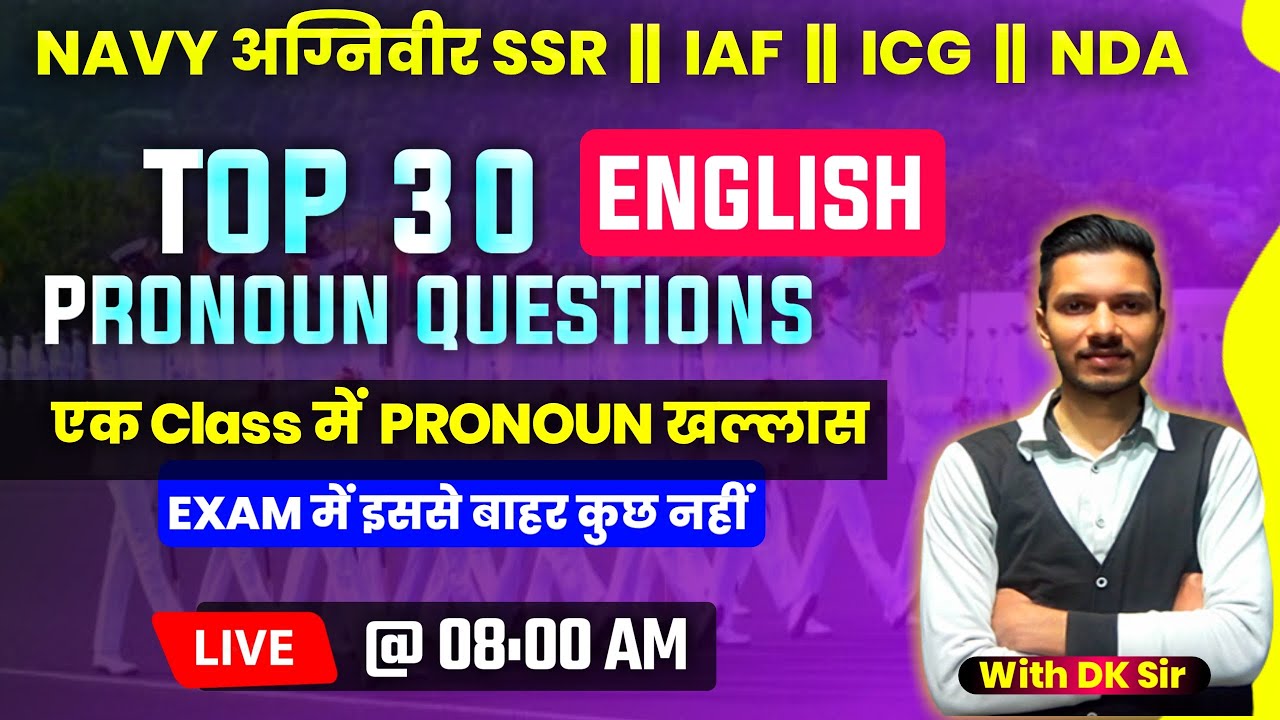 NAVY अग्निवीर SSR || IAF || ICG || NDA
TOP 30 ENGLISH
PRONOUN QUESTIONS
एक Class में PRONOUN खल्लास
EXAM में इससे बाहर कुछ नहीं
LIVE @ 08:00 AM
With DK Sir